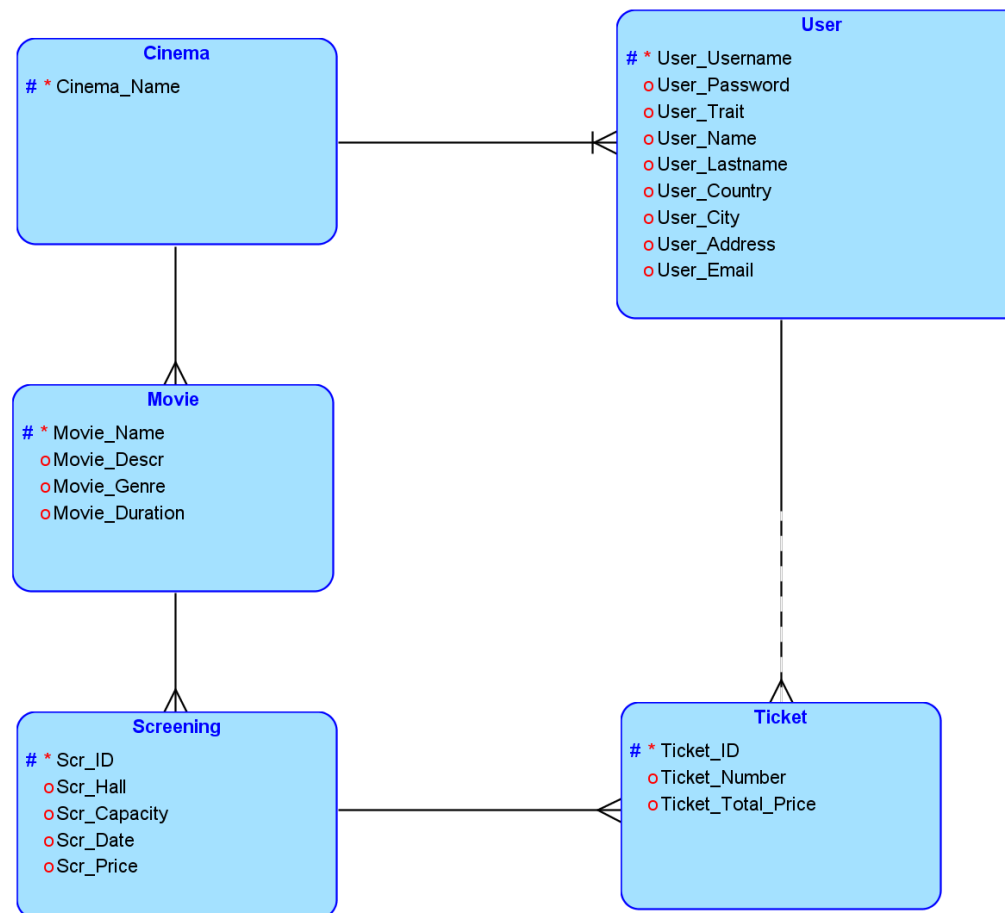 Cinema
# * Cinema_Name
User
# * User_Username
o User_Password
o User_Trait
o User_Name
o User_Lastname
o User_Country
o User_City
o User_Address
o User_Email
Movie
# * Movie_Name
o Movie_Descr
o Movie_Genre
o Movie_Duration
Screening
# * Scr_ID
o Scr_Hall
o Scr_Capacity
o Scr_Date
o Scr_Price
Ticket
# * Ticket_ID
o Ticket_Number
o Ticket_Total_Price